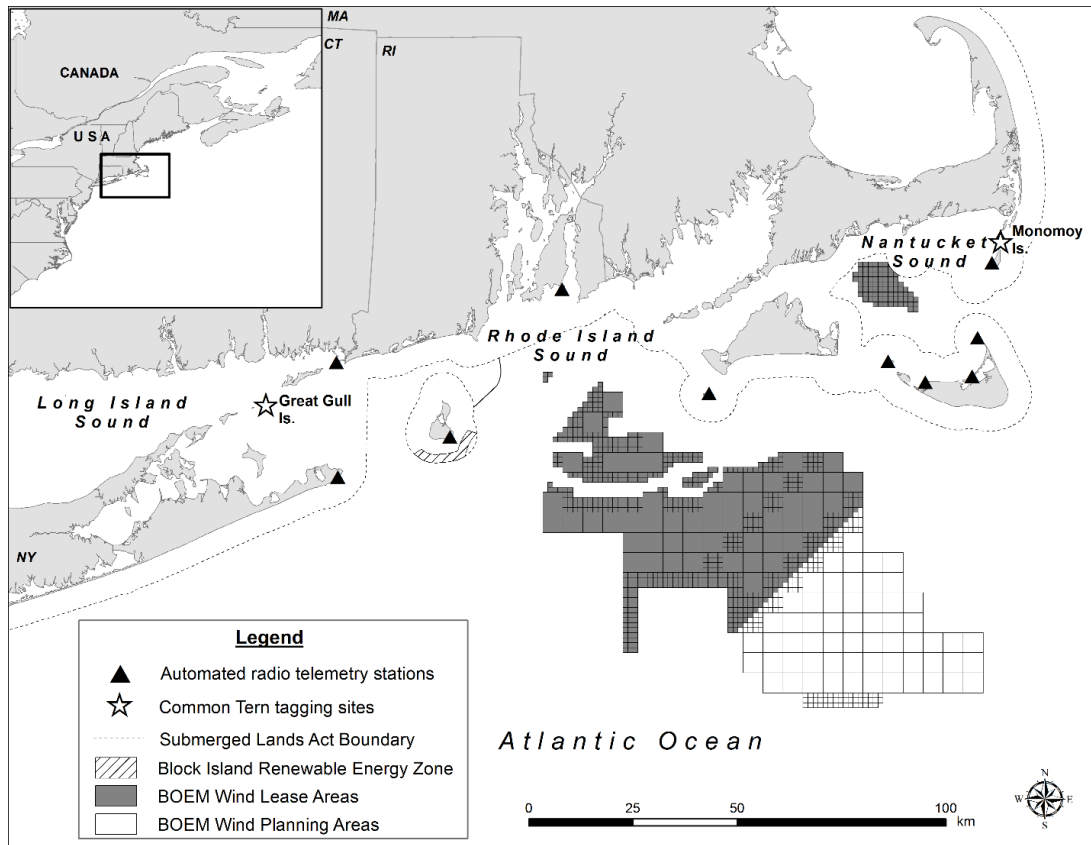 MA
CT
RI
CANADA
USA
Monomoy
Is.
Nantucket
Sound
Rhode Island
Sound
Great Gull
Is.
Long Island
Sound
NY
Legend
Automated radio telemetry stations
Common Tern tagging sites
Submerged Lands Act Boundary
Block Island Renewable Energy Zone
BOEM Wind Lease Areas
BOEM Wind Planning Areas
Atlantic Ocean
0 25 50 100
km
N
W E
S